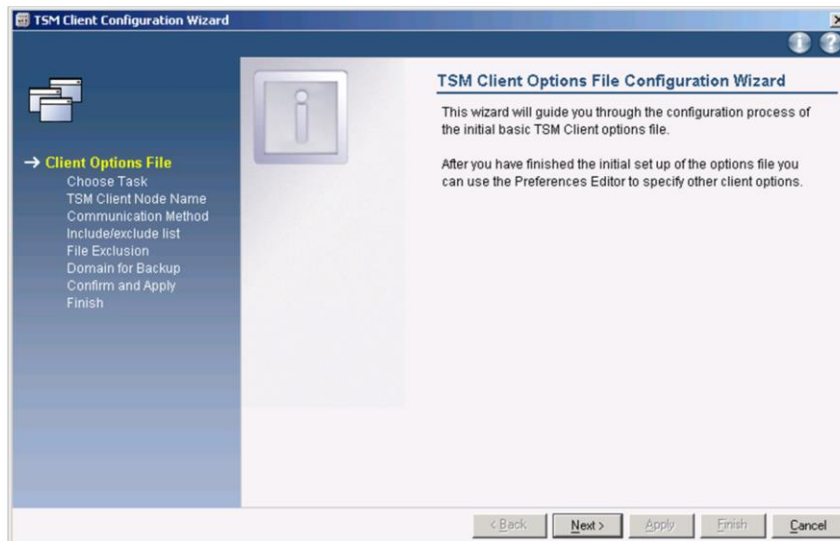 TSM Client Configuration Wizard
TSM Client Options File Configuration Wizard
This wizard will guide you through the configuration process of
the initial basic TSM Client options file.
After you have finished the initial set up of the options file you
can use the Preferences Editor to specify other client options.
→ Client Options File
Choose Task
TSM Client Node Name
Communication Method
Include/exclude list
File Exclusion
Domain for Backup
Confirm and Apply
Finish
< Back
Next >
Apply
Finish
Cancel